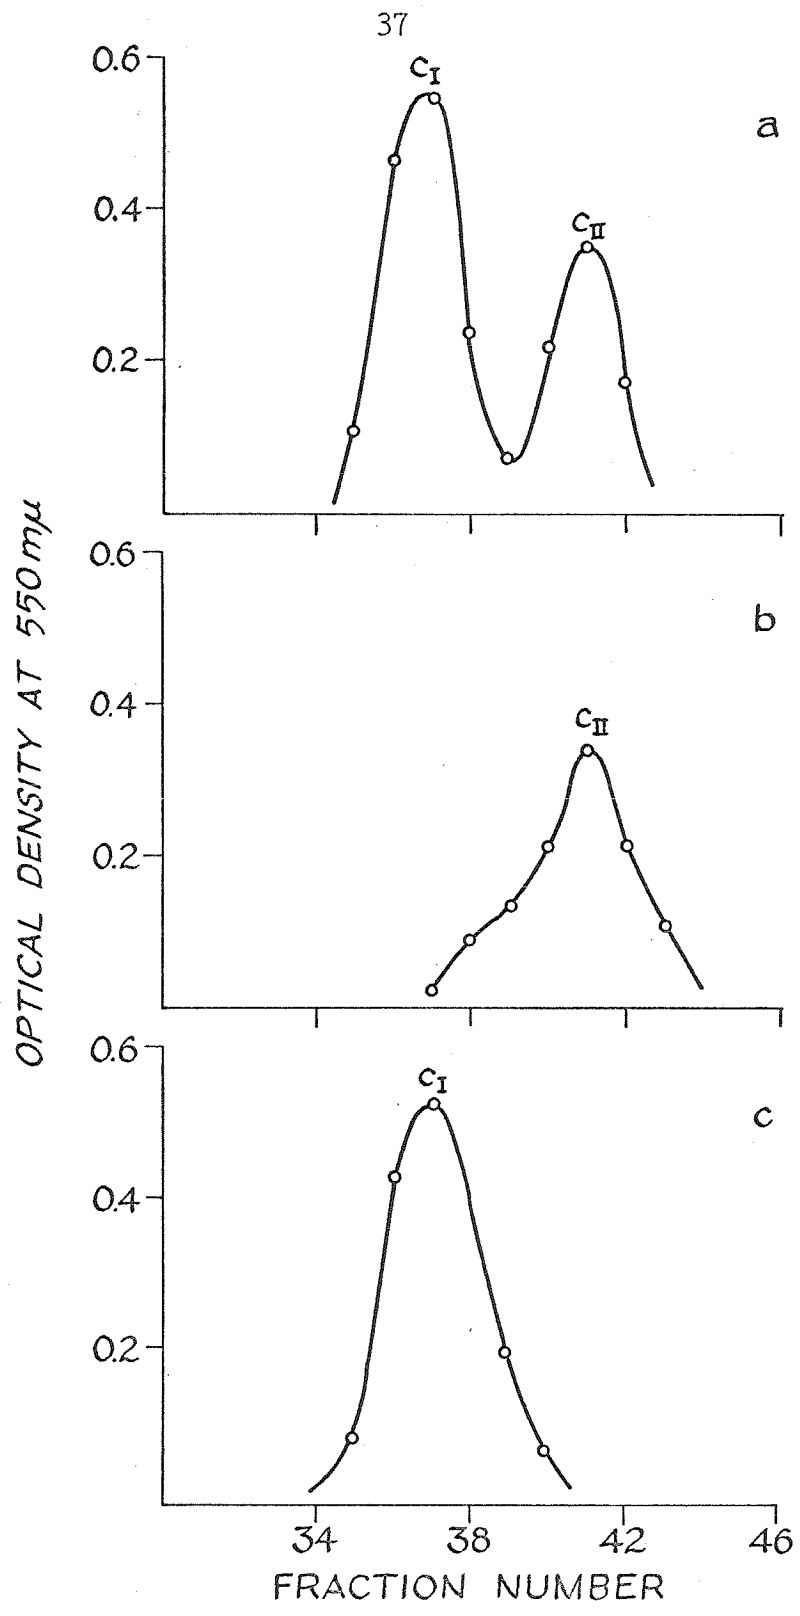 37
0.6
C_I
a
0.4
C_II
0.2
OPTICAL DENSITY AT 550 mμ
0.6
b
0.4
C_II
0.2
0.6
C_I
c
0.4
0.2
34 38 42 46
FRACTION NUMBER